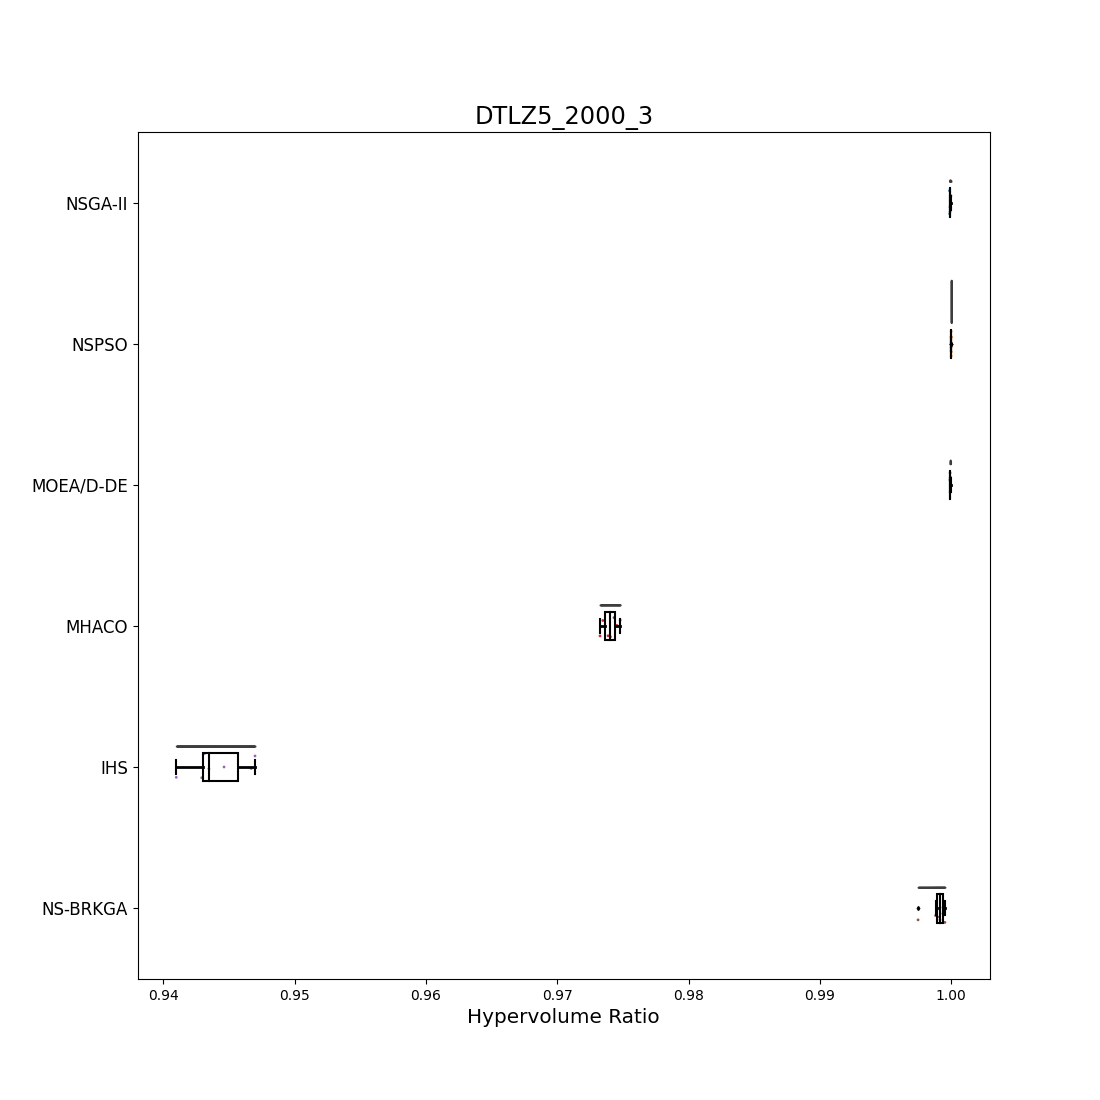 DTLZ5_2000_3
NSGA-II
NSPSO
MOEA/D-DE
MHACO
IHS
NS-BRKGA
0.94 0.95 0.96 0.97 0.98 0.99 1.00
Hypervolume Ratio